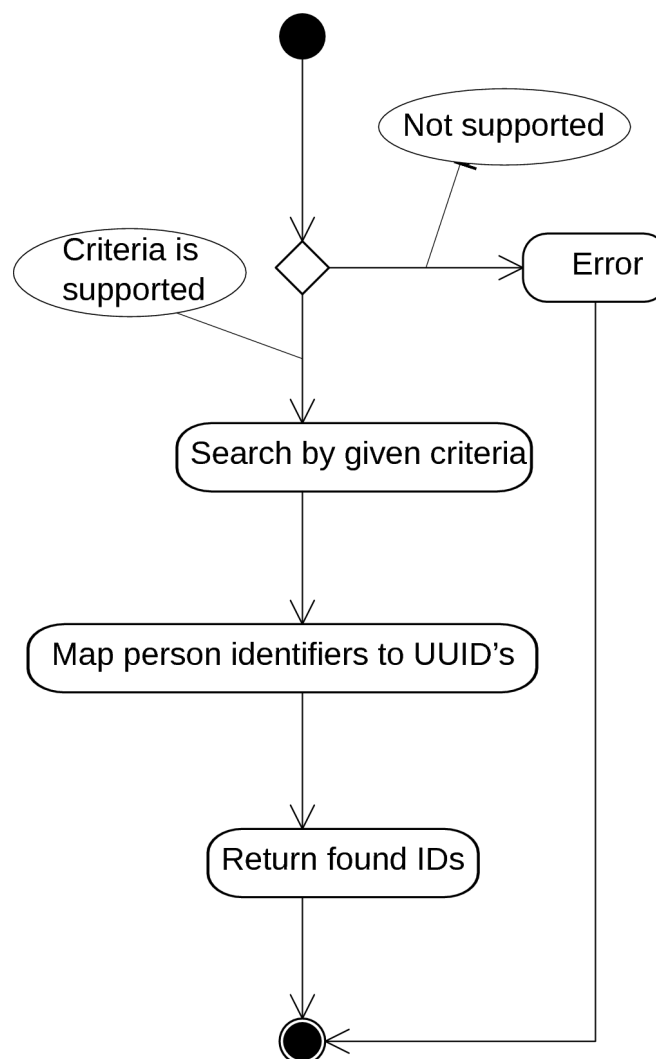 Not supported
Criteria is
supported
Error
Search by given criteria
Map person identifiers to UUID’s
Return found IDs